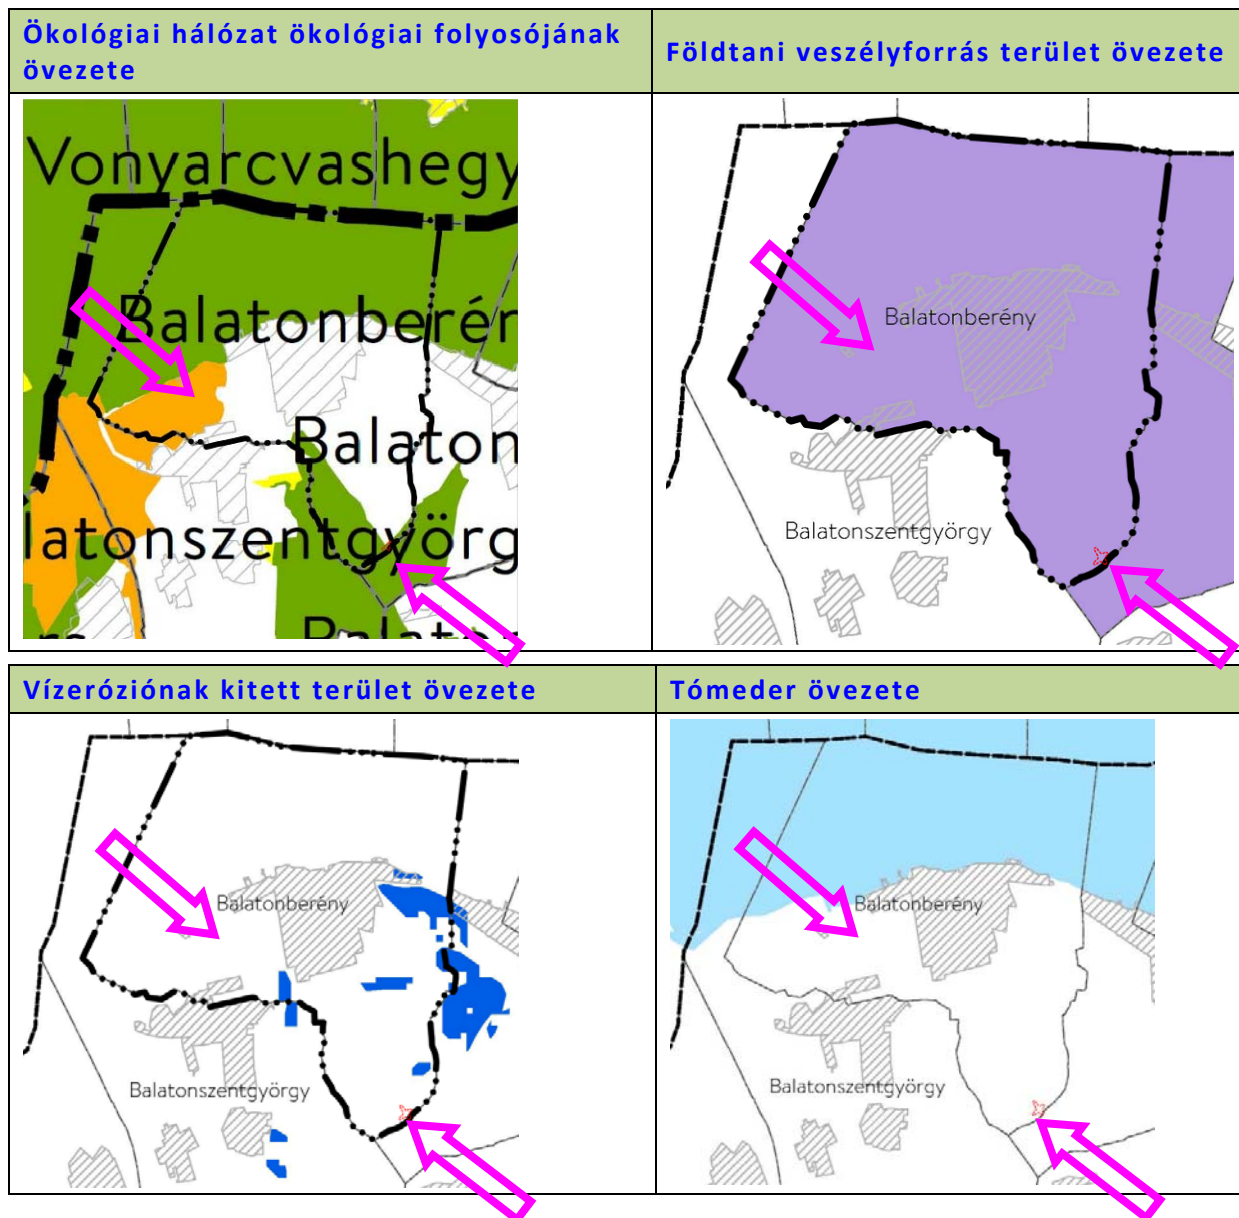 Ökológiai hálózat ökológiai folyosójának
övezete
Földtani veszélyforrás terület övezete
Vonyarcvashegy
Balatonberén
Balaton
latonszentgyörg
Balaton
Balatonberény
Balatonszentgyörgy
Vízeróziónak kitett terület övezete
Tómeder övezete
Balatonberény
Balatonszentgyörgy
Balatonberény
Balatonszentgyörgy